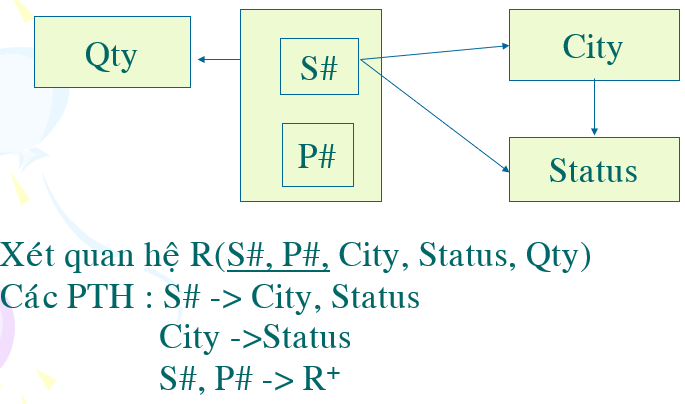 Qty
S#
City
P#
Status
Xét quan hệ R(S#, P#, City, Status, Qty)
Các PTH : S# -> City, Status
City ->Status
S#, P# -> R⁺